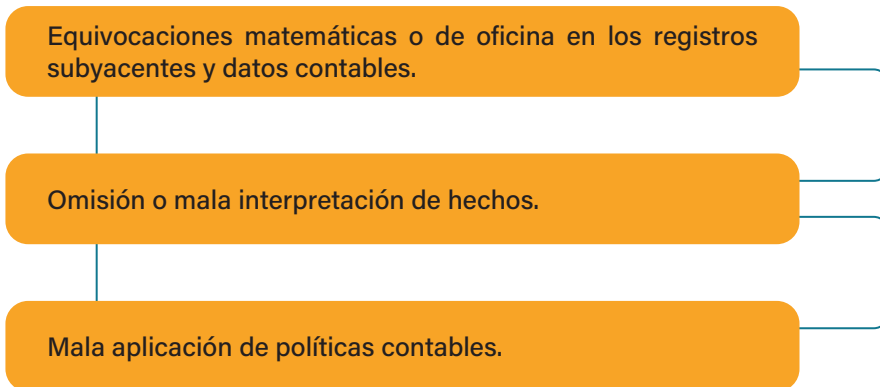 Equivocaciones matemáticas o de oficina en los registros
subyacentes y datos contables.
Omisión o mala interpretación de hechos.
Mala aplicación de políticas contables.